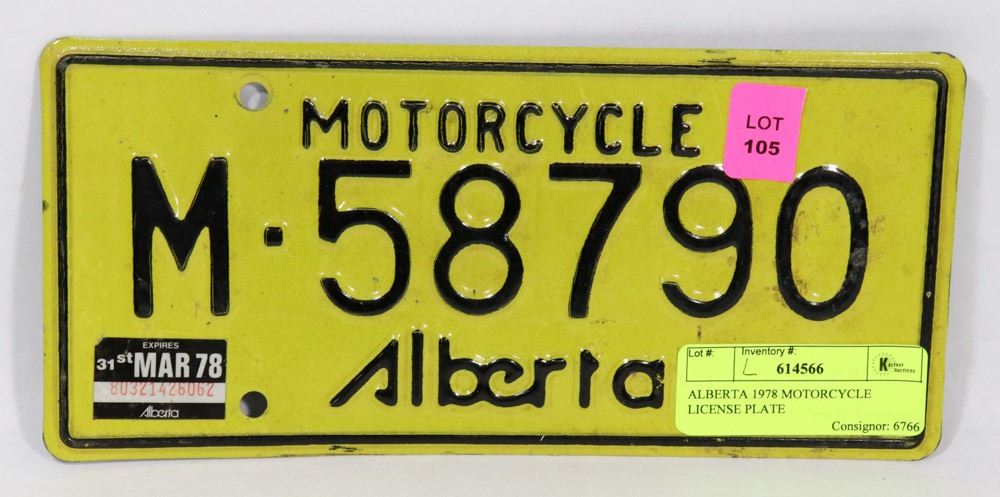 MOTORCYCLE
LOT
105
M·58790
EXPIRES
31st MAR 78
80321426062
Alberta
Alberta
Lot #:
Inventory #:
L 614566
ALBERTA 1978 MOTORCYCLE
LICENSE PLATE
Consignor: 6766